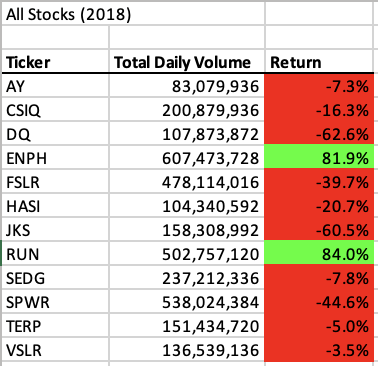 All Stocks (2018)
Ticker Total Daily Volume Return
AY 83,079,936 -7.3%
CSIQ 200,879,936 -16.3%
DQ 107,873,872 -62.6%
ENPH 607,473,728 81.9%
FSLR 478,114,016 -39.7%
HASI 104,340,592 -20.7%
JKS 158,308,992 -60.5%
RUN 502,757,120 84.0%
SEDG 237,212,336 -7.8%
SPWR 538,024,384 -44.6%
TERP 151,434,720 -5.0%
VSLR 136,539,136 -3.5%